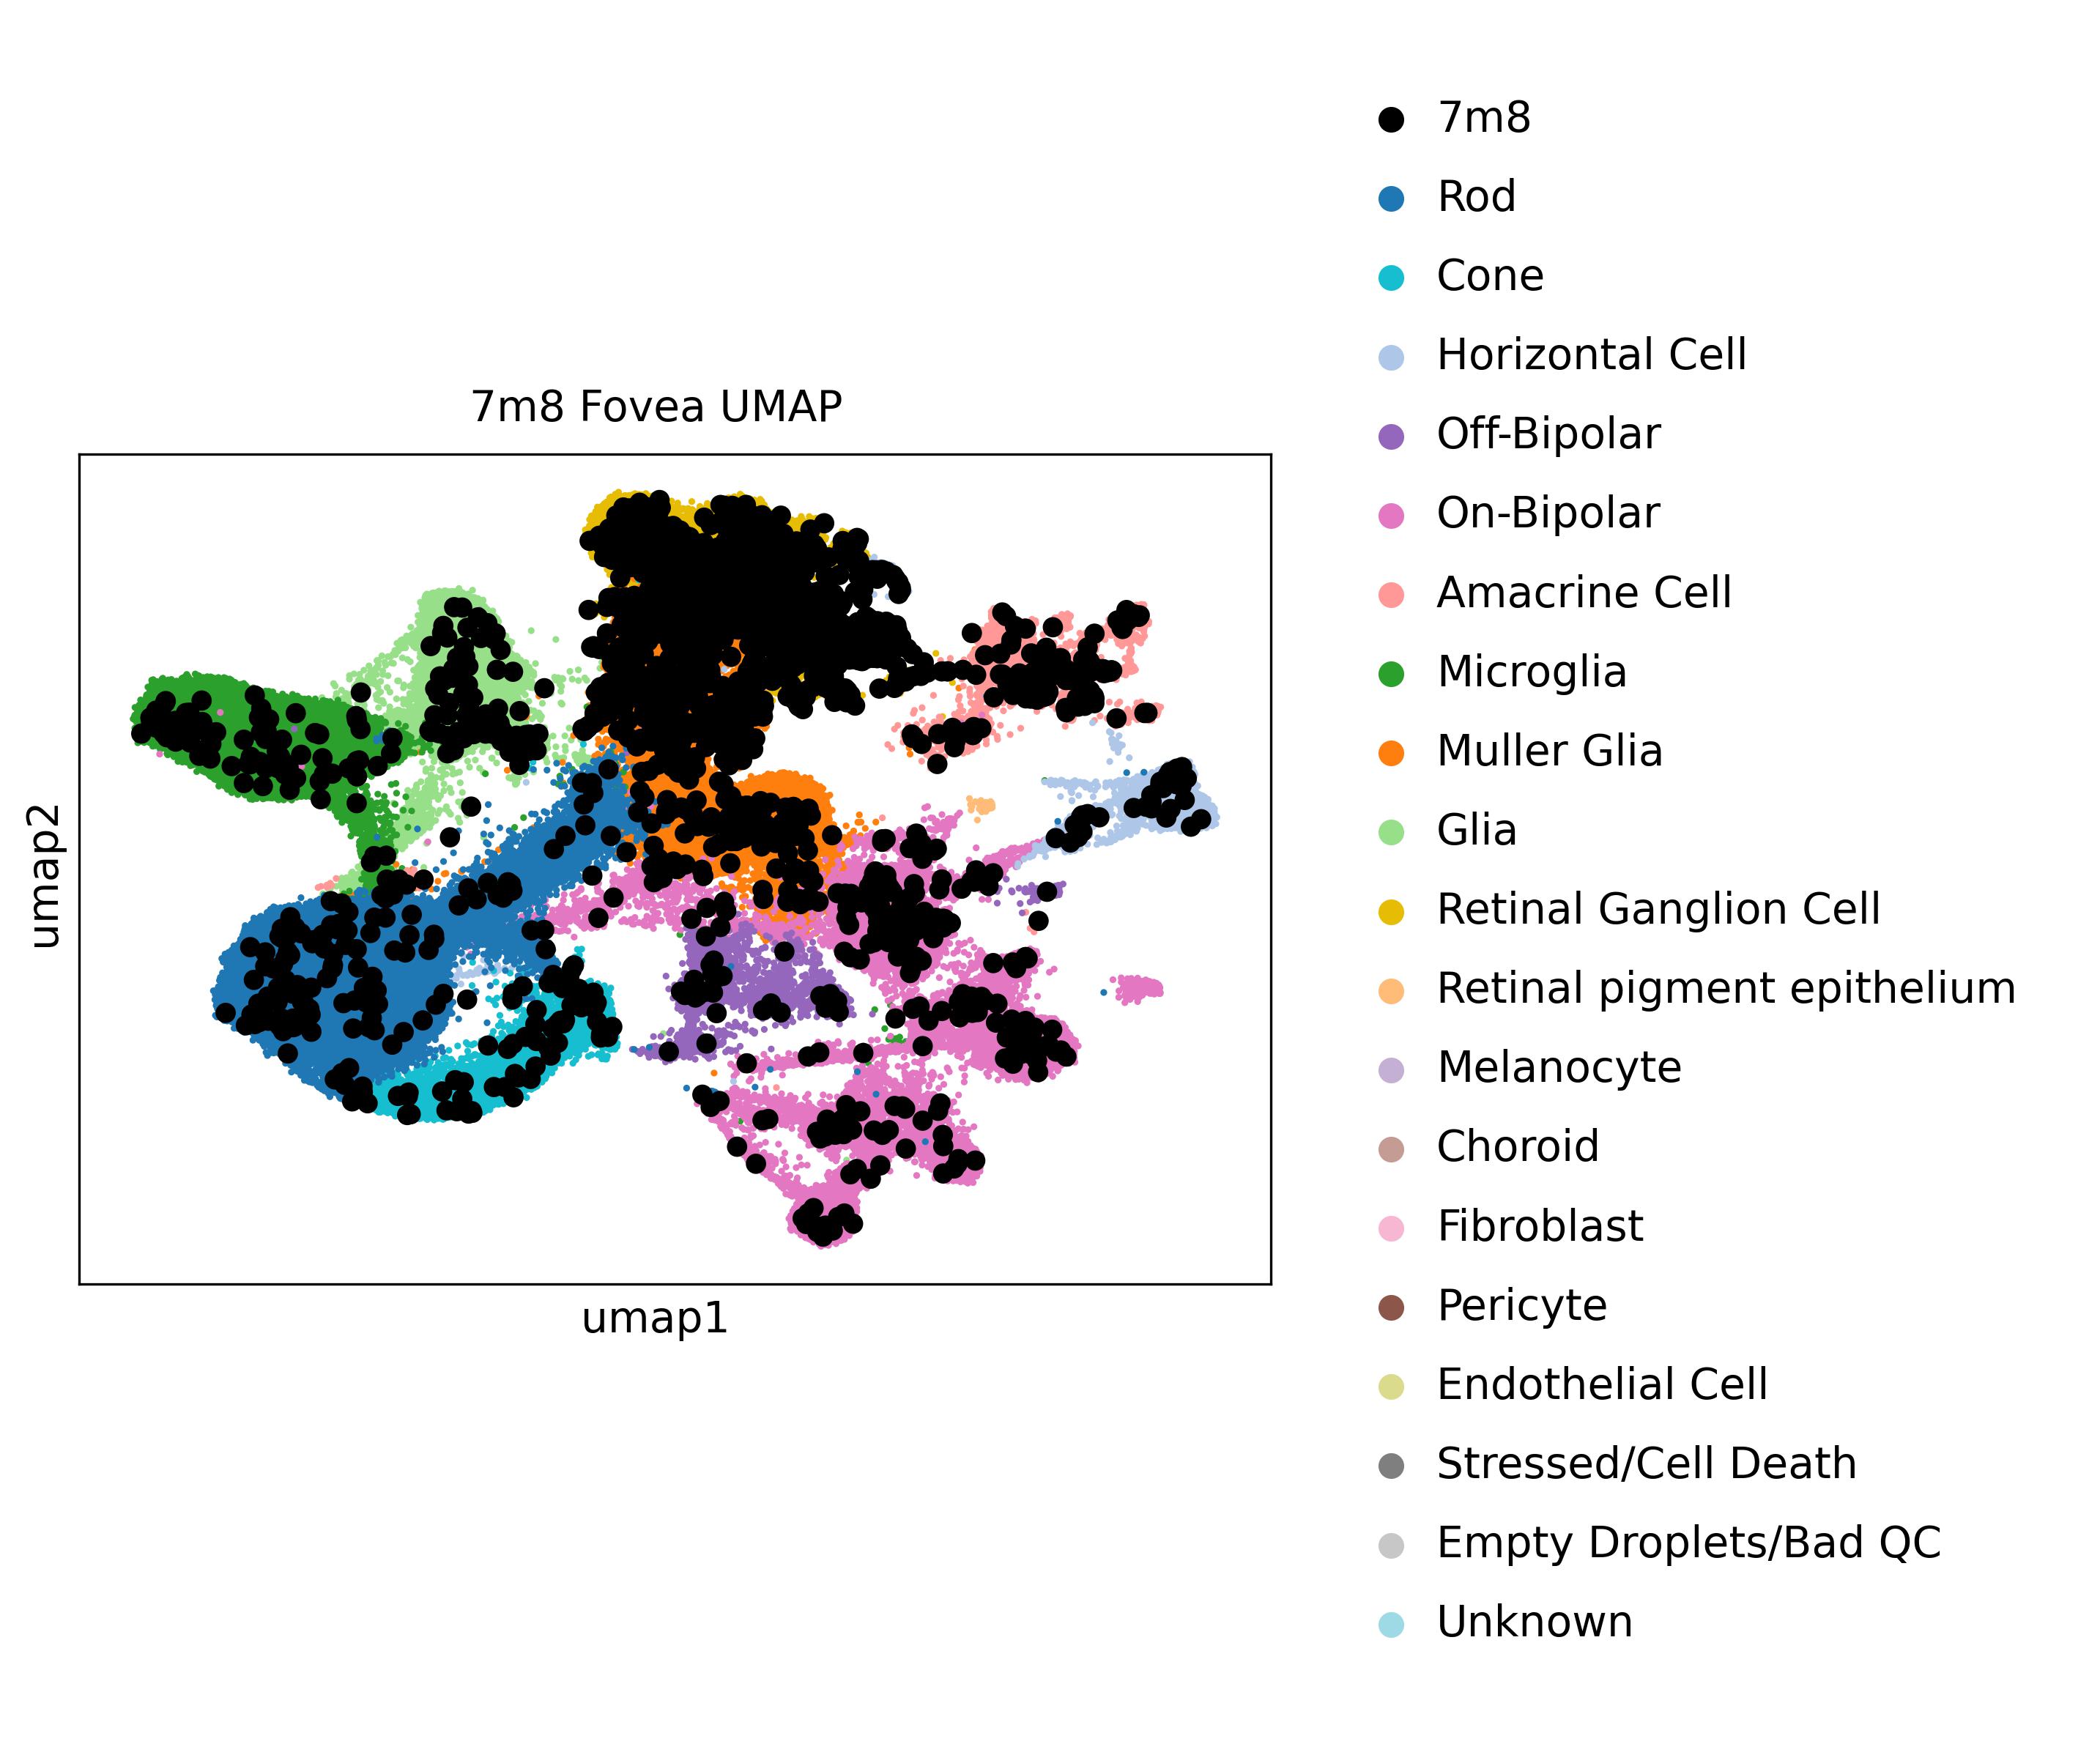 7m8 Fovea UMAP
umap2
umap1
7m8
Rod
Cone
Horizontal Cell
Off-Bipolar
On-Bipolar
Amacrine Cell
Microglia
Muller Glia
Glia
Retinal Ganglion Cell
Retinal pigment epithelium
Melanocyte
Choroid
Fibroblast
Pericyte
Endothelial Cell
Stressed/Cell Death
Empty Droplets/Bad QC
Unknown